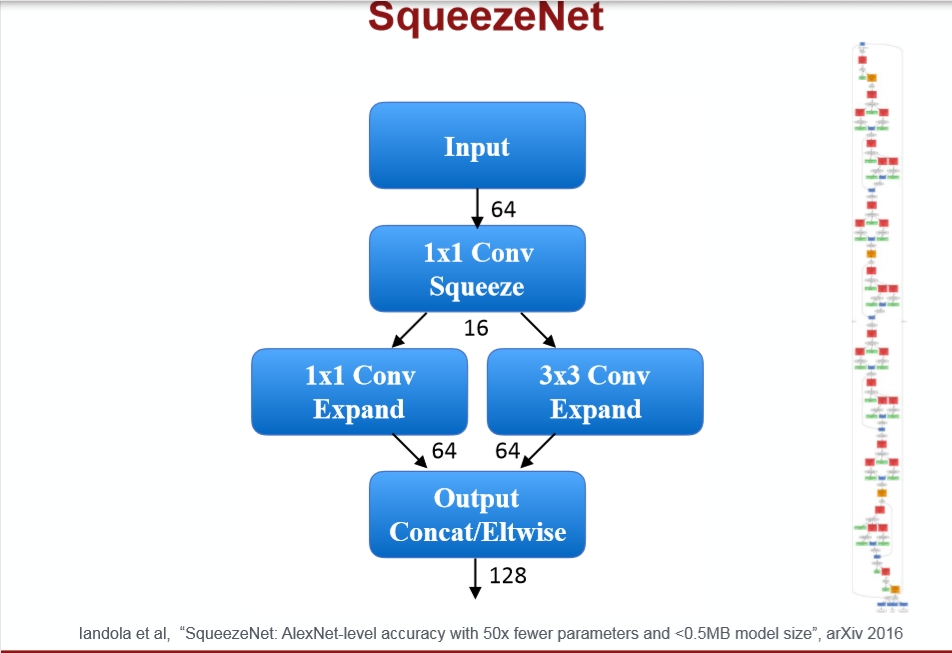 SqueezeNet
Input
64
1x1 Conv
Squeeze
16
1x1 Conv
Expand
3x3 Conv
Expand
64
64
Output
Concat/Eltwise
128
Iandola et al, “SqueezeNet: AlexNet-level accuracy with 50x fewer parameters and <0.5MB model size”, arXiv 2016